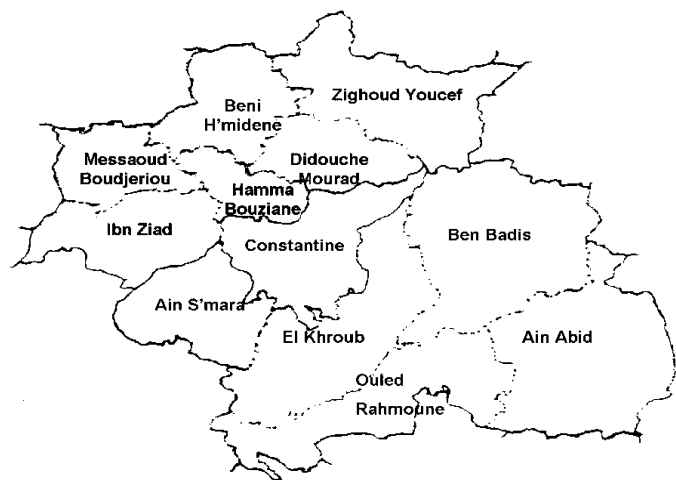 Zighoud Youcef
Beni
H'midene
Messaoud
Boudjeriou
Didouche
Mourad
Hamma
Bouziane
Ibn Ziad
Constantine
Ben Badis
Ain S'mara
El Khroub
Ain Abid
Ouled
Rahmoune